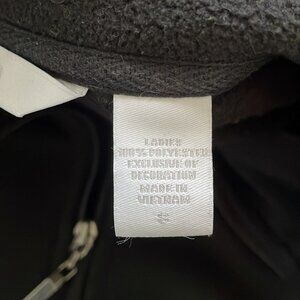 LADIES
100% POLYESTER
EXCLUSIVE OF
DECORATION
MADE IN
VIETNAM
S